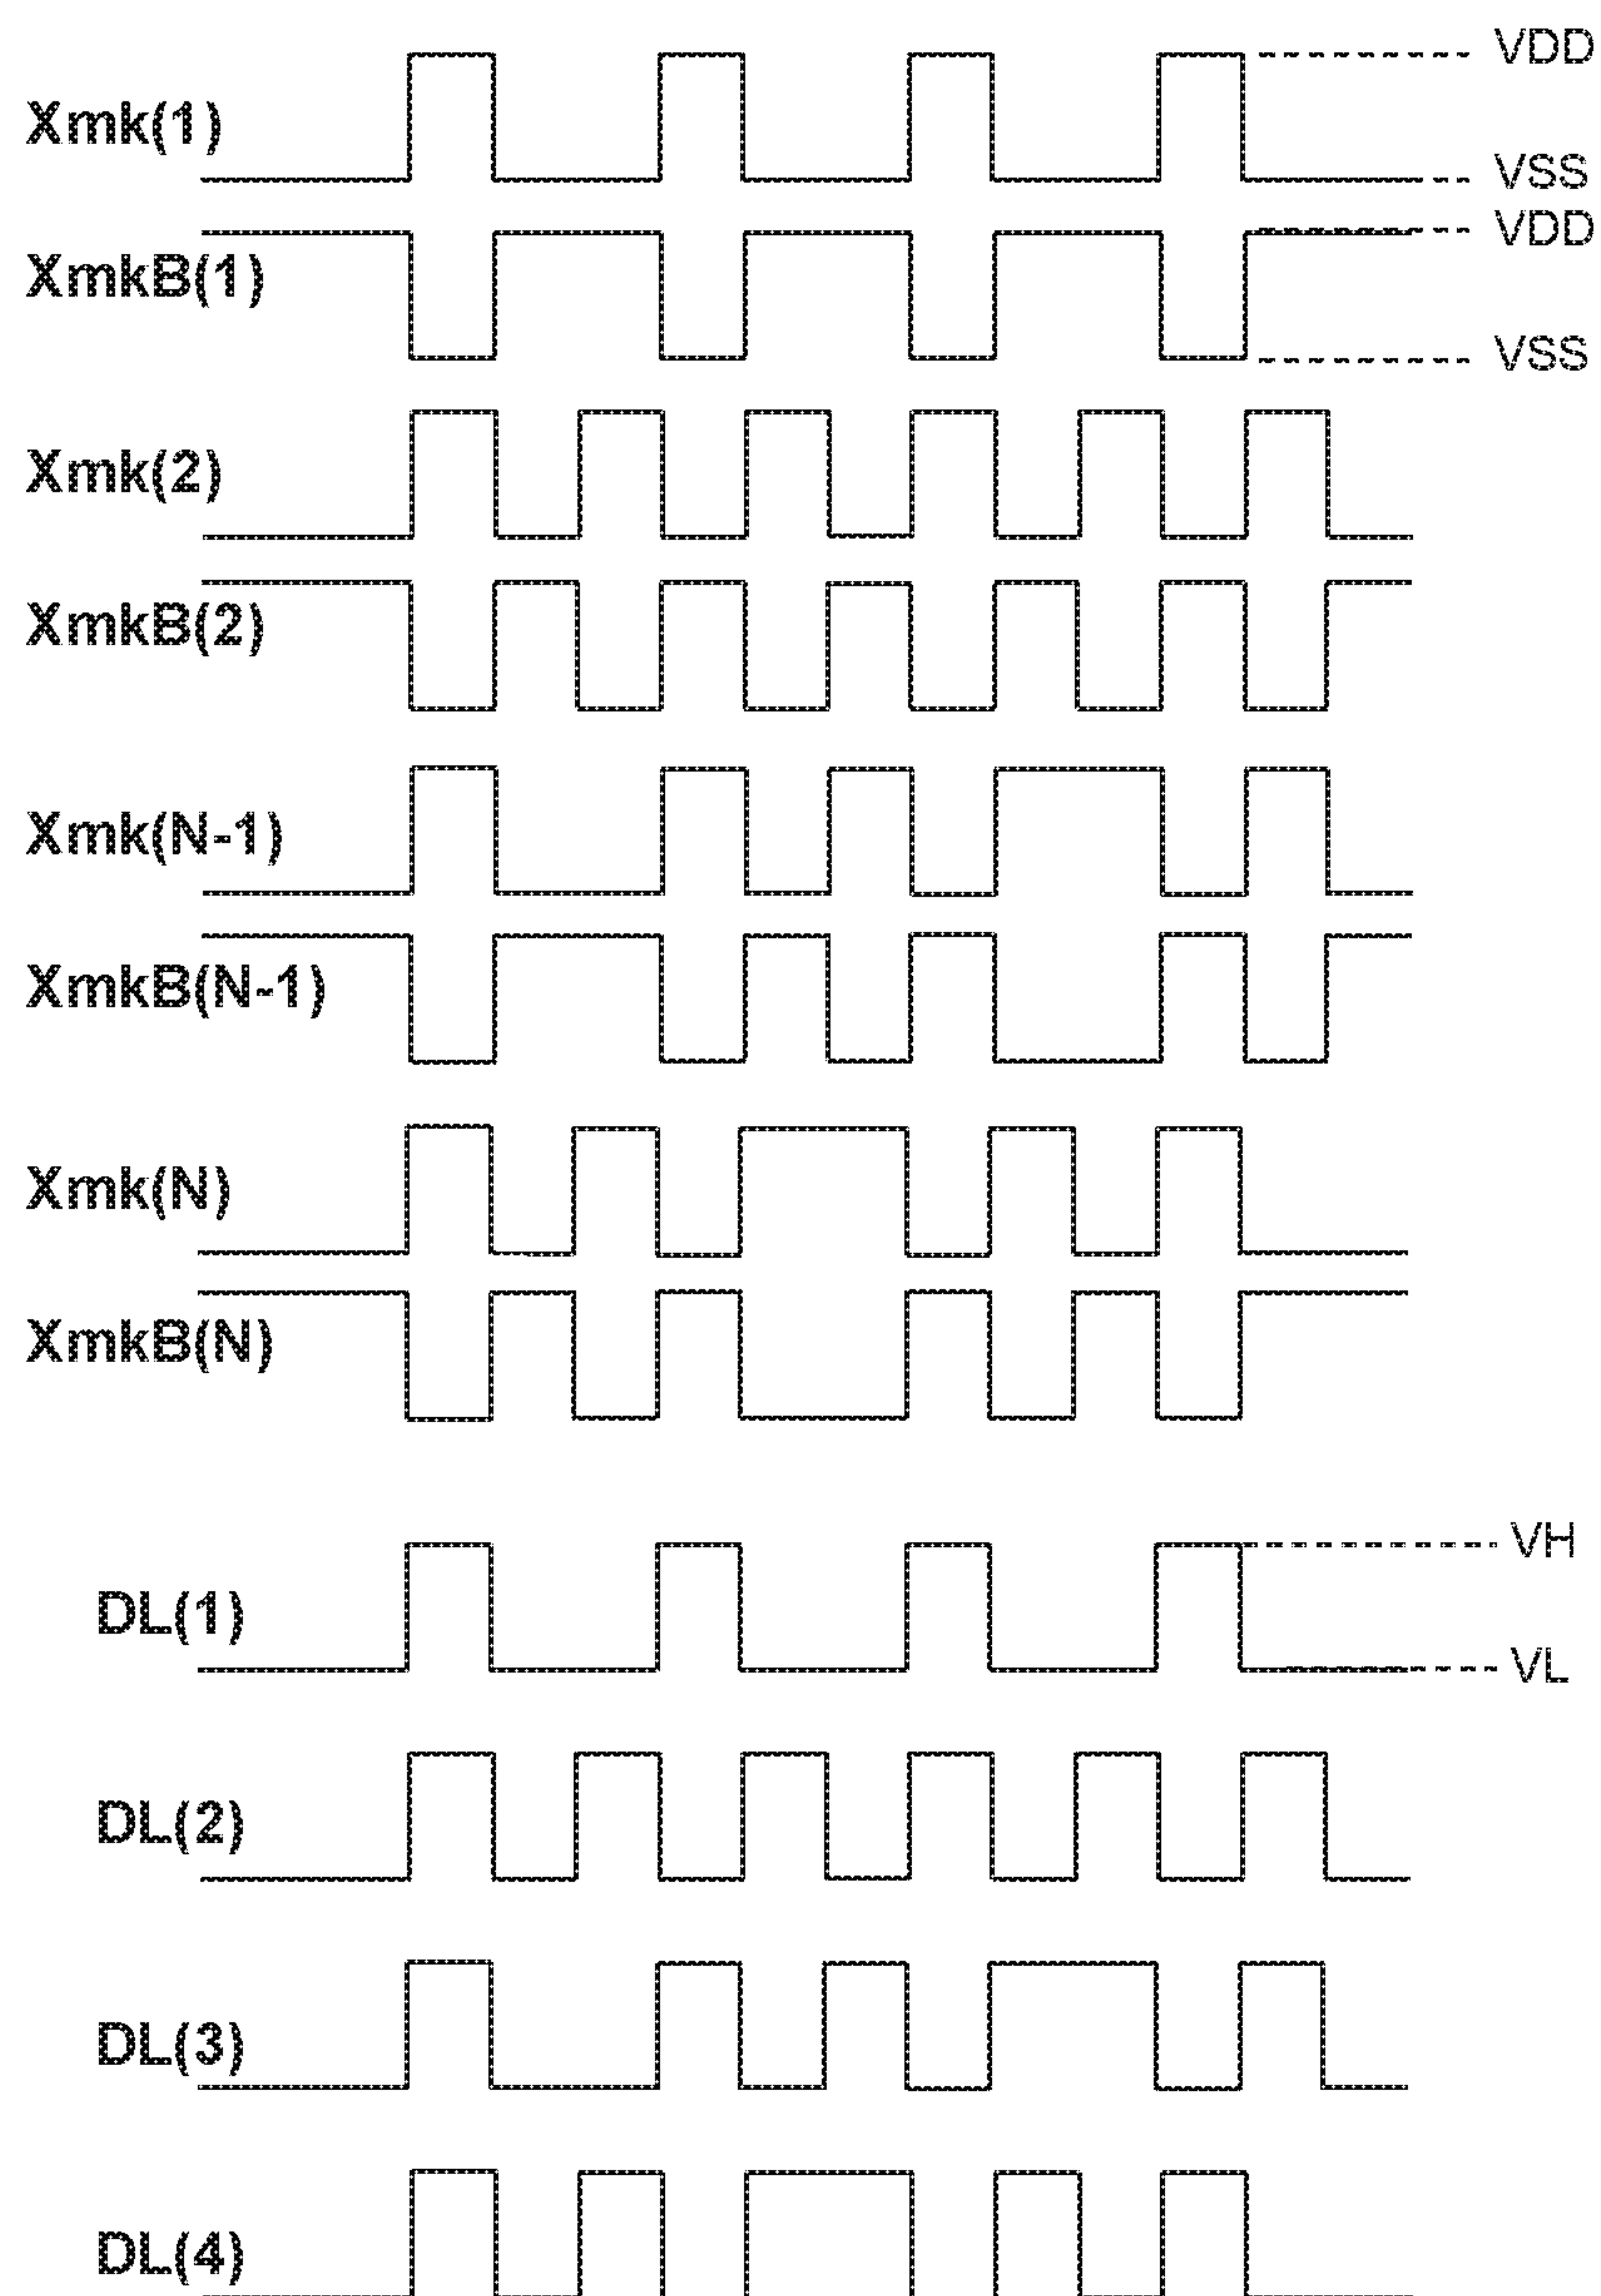 VDD
Xmk(1)
VSS
VDD
XmkB(1)
VSS
Xmk(2)
XmkB(2)
Xmk(N-1)
XmkB(N-1)
Xmk(N)
XmkB(N)
VH
DL(1)
VL
DL(2)
DL(3)
DL(4)